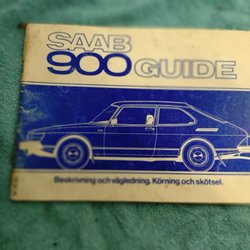 SAAB
900 GUIDE
Beskrivning och vägledning. Körning och skötsel.